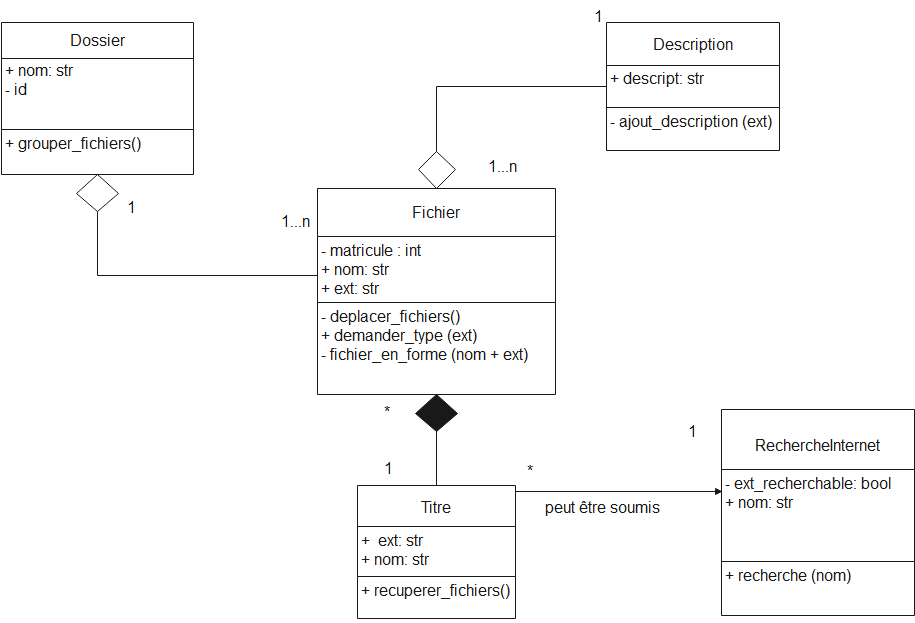 Dossier
+ nom: str
- id
+ grouper_fichiers()
1
1
Description
+ descript: str
- ajout_description (ext)
1...n
1...n
Fichier
- matricule : int
+ nom: str
+ ext: str
- deplacer_fichiers()
+ demander_type (ext)
- fichier_en_forme (nom + ext)
*
1
Titre
+  ext: str
+ nom: str
+ recuperer_fichiers()
*
peut être soumis
1
RechercheInternet
- ext_recherchable: bool
+ nom: str
+ recherche (nom)